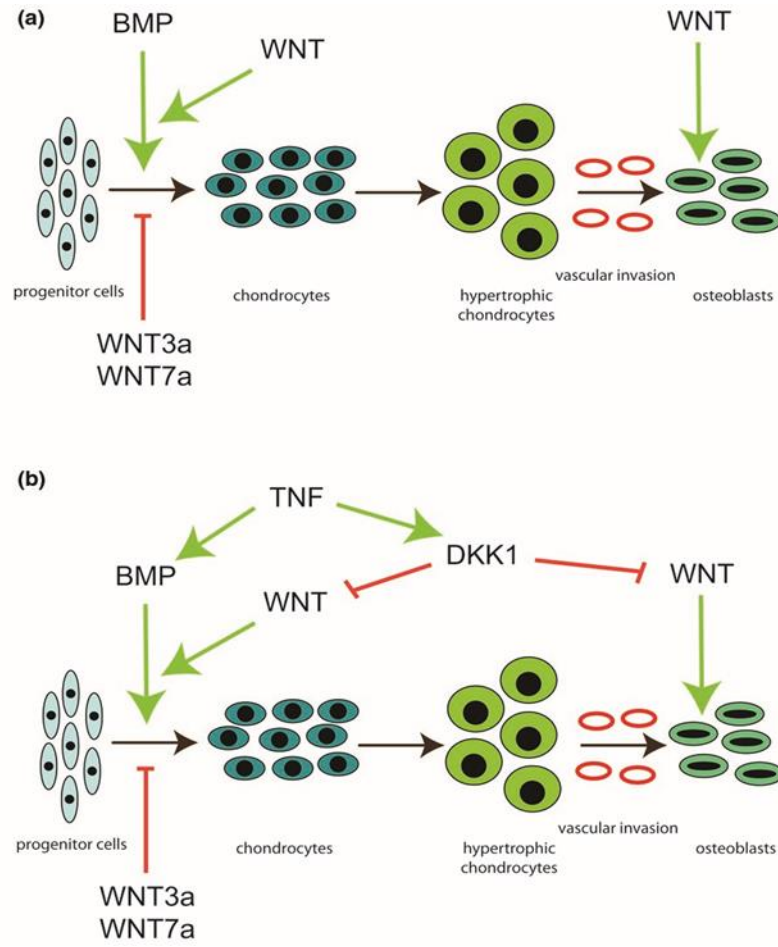 (a)
BMP
WNT
WNT
progenitor cells
chondrocytes
hypertrophic
chondrocytes
vascular invasion
osteoblasts
WNT3a
WNT7a
(b)
TNF
BMP
DKK1
WNT
WNT
progenitor cells
chondrocytes
hypertrophic
chondrocytes
vascular invasion
osteoblasts
WNT3a
WNT7a